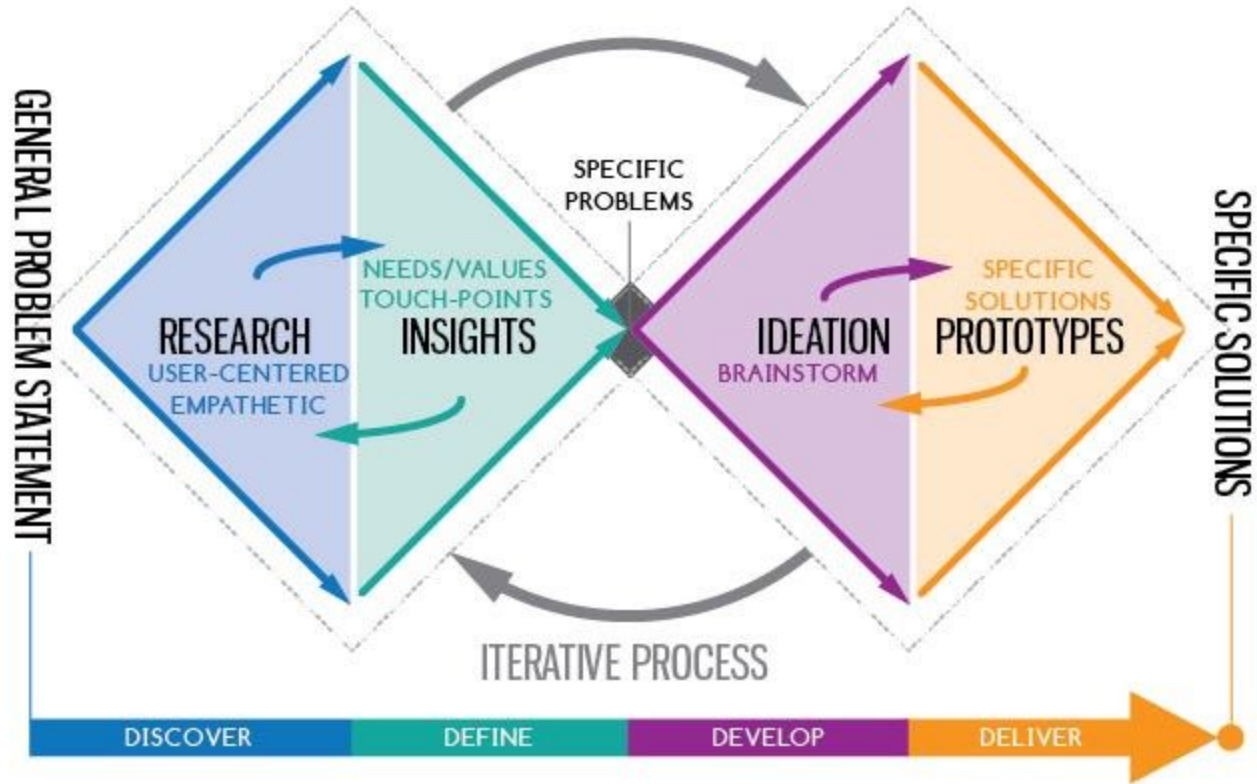 GENERAL PROBLEM STATEMENT
SPECIFIC
PROBLEMS
NEEDS/VALUES
TOUCH-POINTS
RESEARCH
USER-CENTERED
EMPATHETIC
INSIGHTS
IDEATION
BRAINSTORM
SPECIFIC
SOLUTIONS
PROTOTYPES
SPECIFIC SOLUTIONS
ITERATIVE PROCESS
DISCOVER
DEFINE
DEVELOP
DELIVER